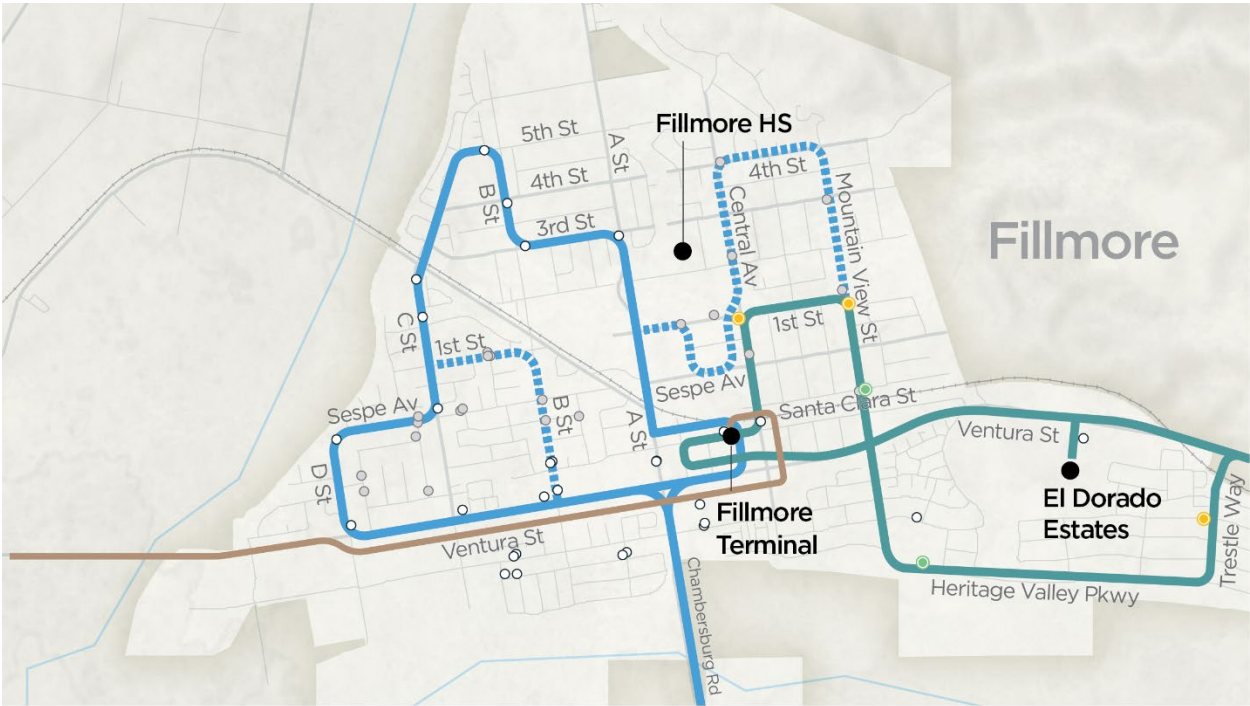 Fillmore HS
5th St
A St
4th St
4th St
B St
Central Av
Mountain View St
3rd St
Fillmore
C St
1st St
1st St
Sespe Av
Sespe Av
Santa Clara St
B St
A St
Ventura St
D St
El Dorado
Estates
Fillmore
Terminal
Trestle Way
Ventura St
Chambersburg Rd
Heritage Valley Pkwy